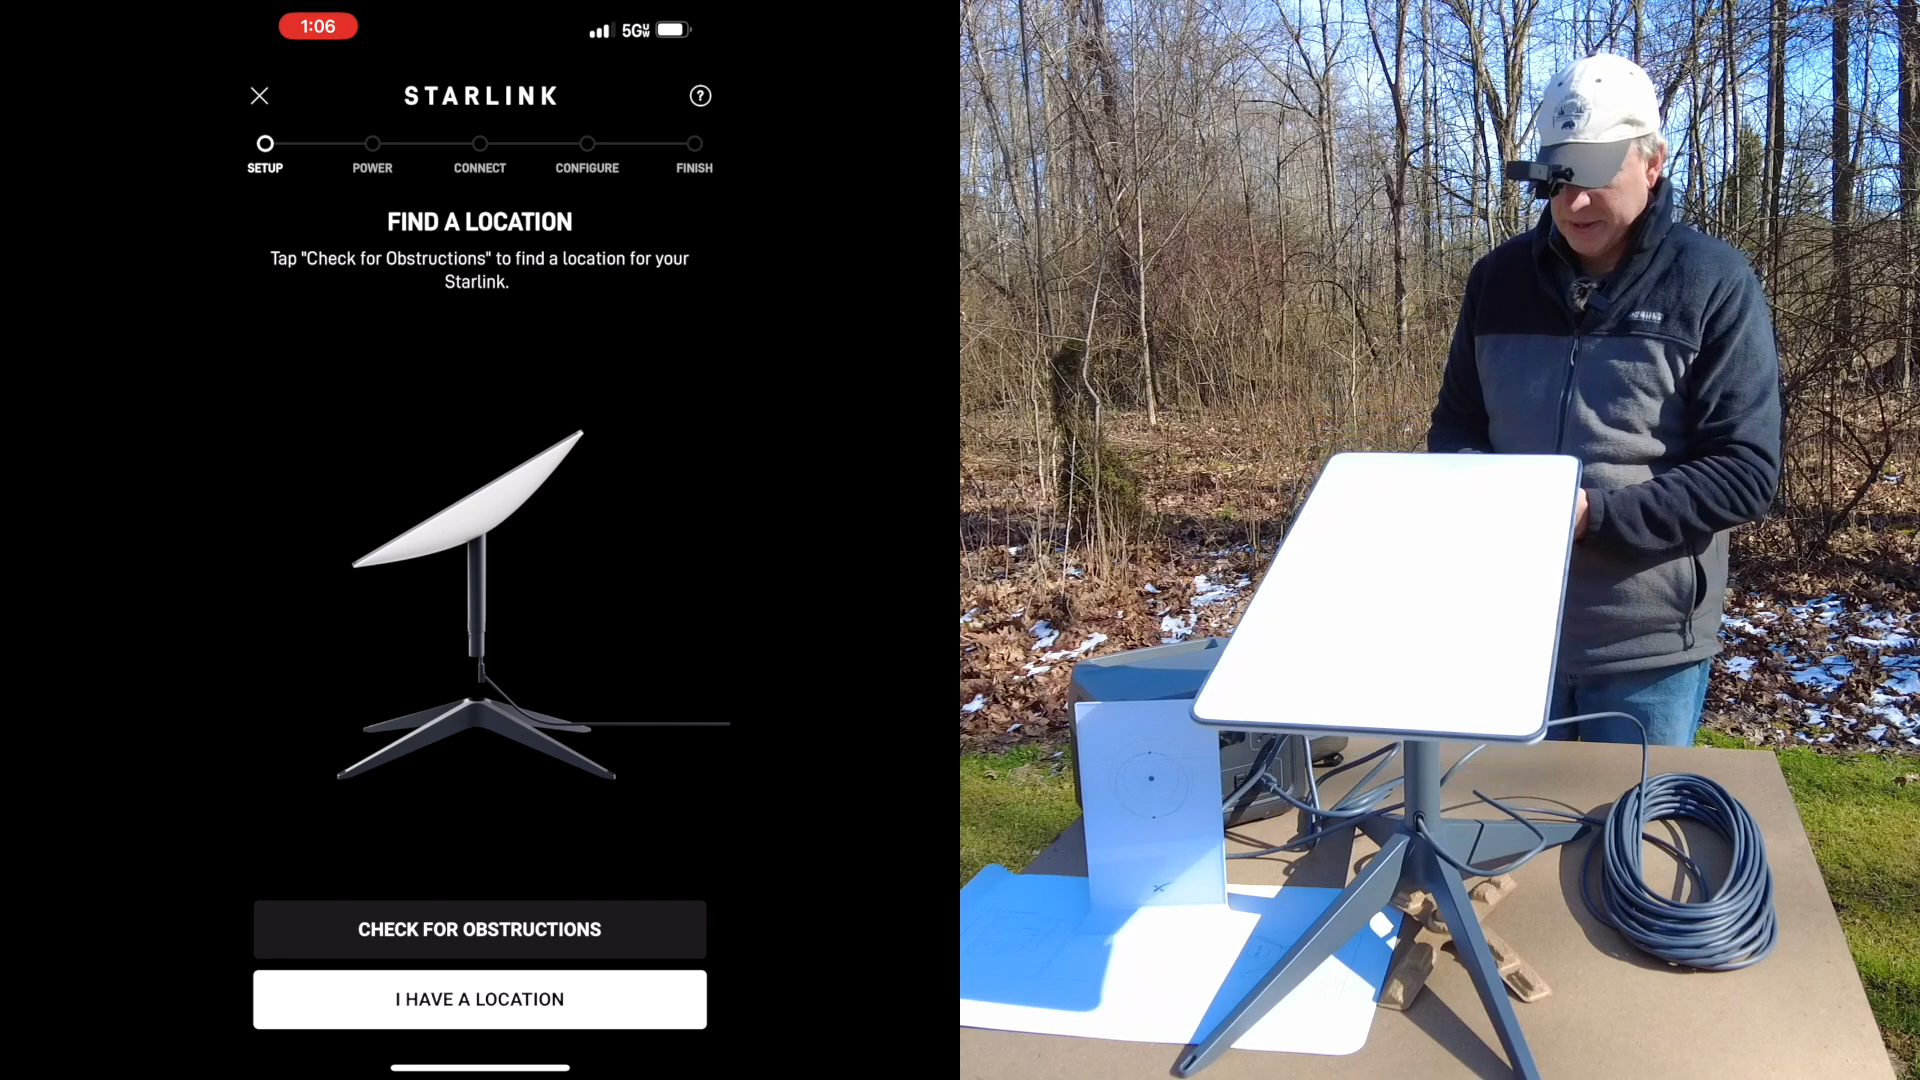 1:06
5GUW
STARLINK
?
SETUP
POWER
CONNECT
CONFIGURE
FINISH
FIND A LOCATION
Tap "Check for Obstructions" to find a location for your
Starlink.
CHECK FOR OBSTRUCTIONS
I HAVE A LOCATION